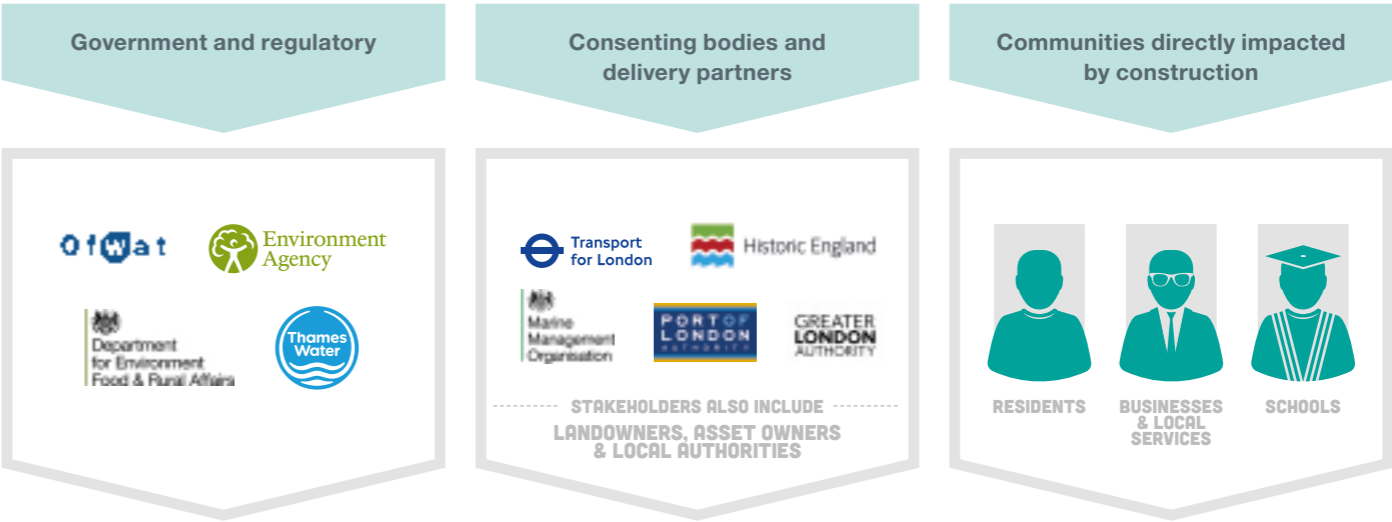 Government and regulatory
Ofwat
Environment
Agency
Department
for Environment
Food & Rural Affairs
Thames
Water
Consenting bodies and
delivery partners
Transport
for London
Historic England
Marine
Management
Organisation
PORT OF
LONDON
AUTHORITY
GREATER
LONDON
AUTHORITY
STAKEHOLDERS ALSO INCLUDE
LANDOWNERS, ASSET OWNERS
& LOCAL AUTHORITIES
Communities directly impacted
by construction
RESIDENTS
BUSINESSES
& LOCAL
SERVICES
SCHOOLS